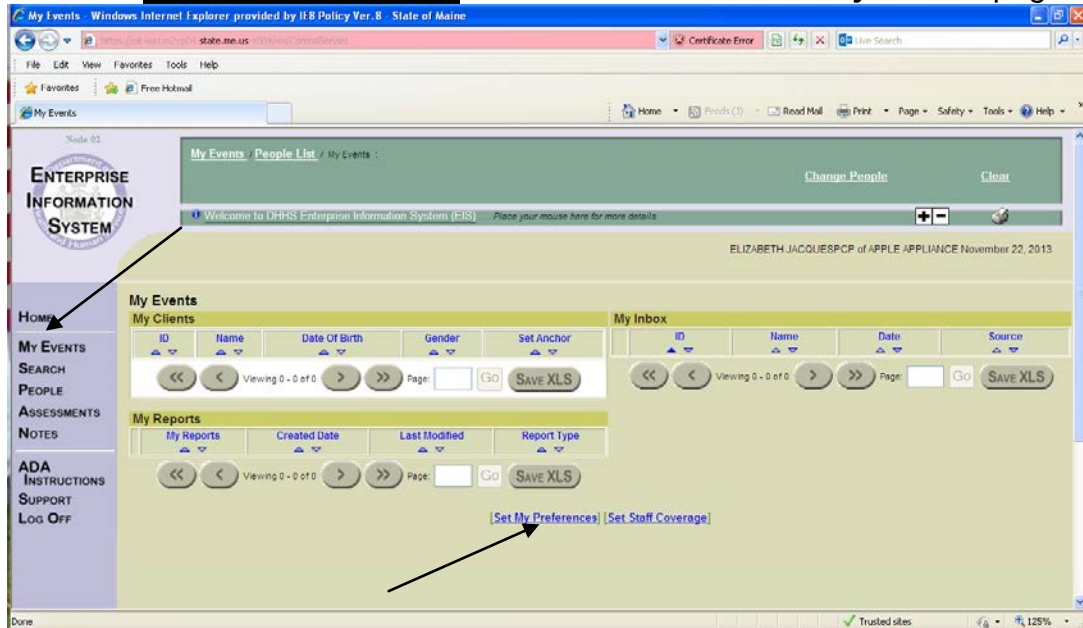 page
My Events - Windows Internet Explorer provided by IE8 Policy Ver.8 - State of Maine
state.me.us
Certificate Error
Live Search
File Edit View Favorites Tools Help
Favorites Free Hotmail
My Events
Home Feeds (3) Read Mail Print Page Safety Tools Help
Node 02
ENTERPRISE
INFORMATION
SYSTEM
My Events / People List / My Events :
Change People Clear
Welcome to DHHS Enterprise Information System (EIS) Place your mouse here for more details
ELIZABETH JACQUESPCP of APPLE APPLIANCE November 22, 2013
HOME
MY EVENTS
SEARCH
PEOPLE
ASSESSMENTS
NOTES
ADA
INSTRUCTIONS
SUPPORT
LOG OFF
My Events
My Clients
ID Name Date Of Birth Gender Set Anchor
<< < Viewing 0 - 0 of 0 > >> Page: Go SAVE XLS
My Inbox
ID Name Date Source
<< < Viewing 0 - 0 of 0 > >> Page: Go SAVE XLS
My Reports
My Reports Created Date Last Modified Report Type
<< < Viewing 0 - 0 of 0 > >> Page: Go SAVE XLS
[Set My Preferences] [Set Staff Coverage]
Done Trusted sites 125%